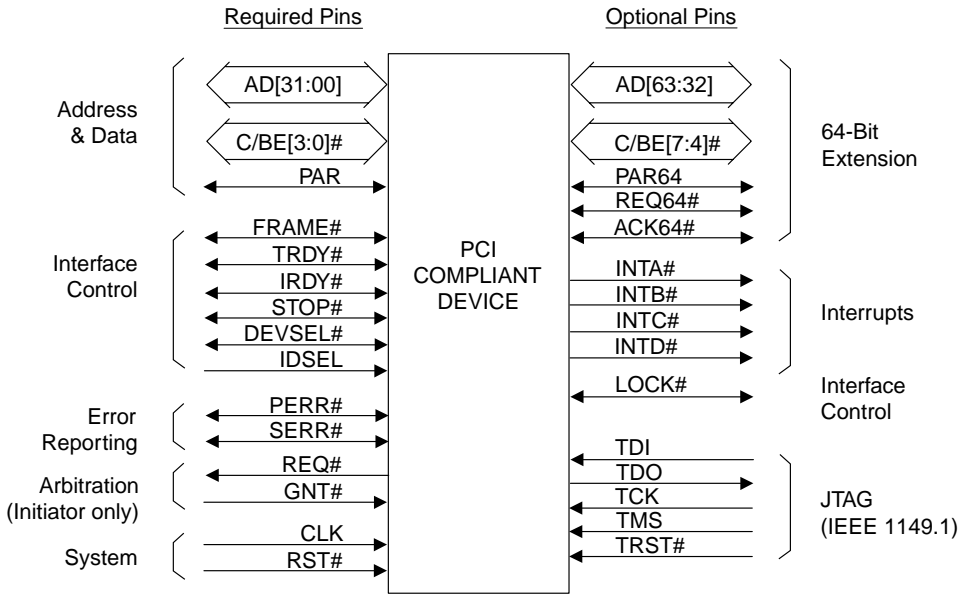 Required Pins
Optional Pins
Address
& Data
AD[31:00]
C/BE[3:0]#
PAR
Interface
Control
FRAME#
TRDY#
IRDY#
STOP#
DEVSEL#
IDSEL
Error
Reporting
PERR#
SERR#
Arbitration
(Initiator only)
REQ#
GNT#
System
CLK
RST#
PCI
COMPLIANT
DEVICE
AD[63:32]
C/BE[7:4]#
PAR64
REQ64#
ACK64#
64-Bit
Extension
INTA#
INTB#
INTC#
INTD#
Interrupts
LOCK#
Interface
Control
TDI
TDO
TCK
TMS
TRST#
JTAG
(IEEE 1149.1)